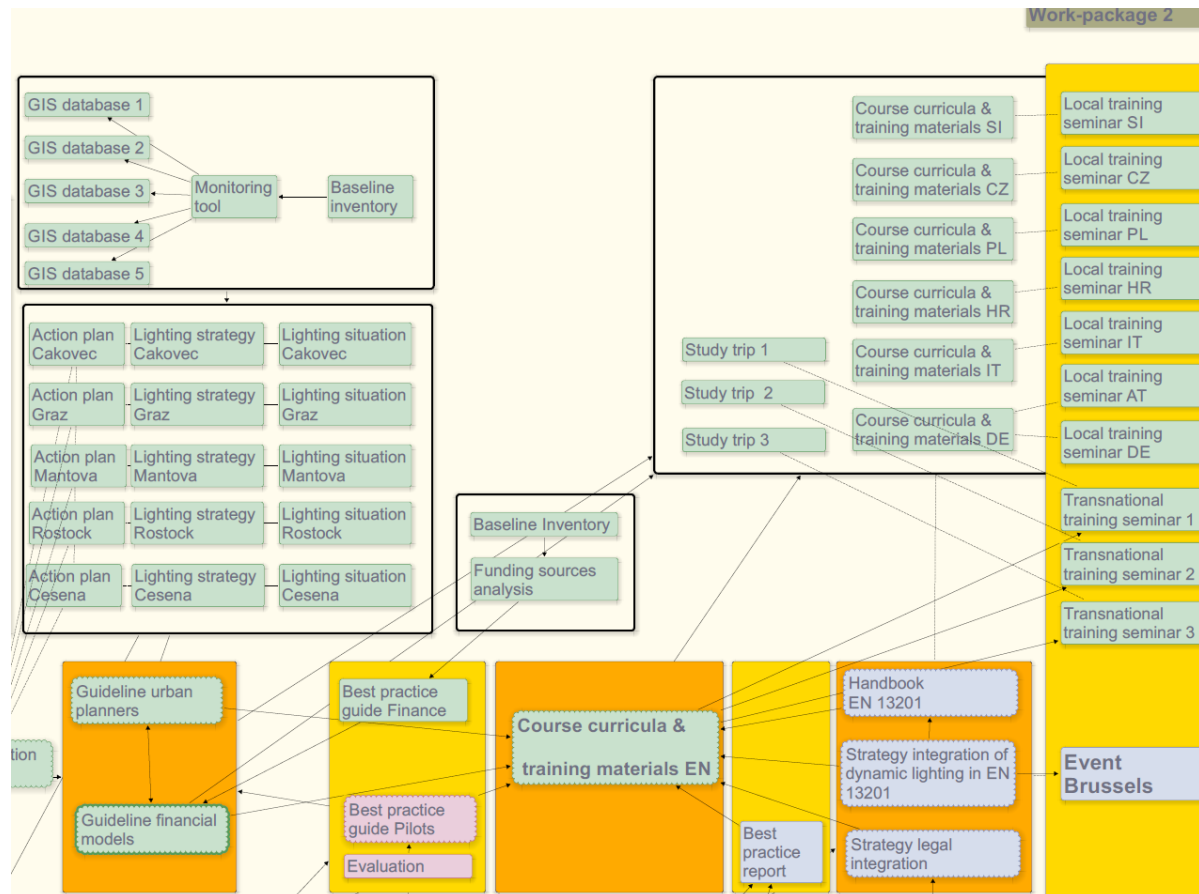 Work-package 2
GIS database 1
GIS database 2
GIS database 3
GIS database 4
GIS database 5
Monitoring
tool
Baseline
inventory
Action plan
Cakovec
Lighting strategy
Cakovec
Lighting situation
Cakovec
Action plan
Graz
Lighting strategy
Graz
Lighting situation
Graz
Action plan
Mantova
Lighting strategy
Mantova
Lighting situation
Mantova
Action plan
Rostock
Lighting strategy
Rostock
Lighting situation
Rostock
Action plan
Cesena
Lighting strategy
Cesena
Lighting situation
Cesena
Baseline Inventory
Funding sources
analysis
Study trip 1
Study trip 2
Study trip 3
Course curricula &
training materials SI
Course curricula &
training materials CZ
Course curricula &
training materials PL
Course curricula &
training materials HR
Course curricula &
training materials IT
Course curricula &
training materials DE
Local training
seminar SI
Local training
seminar CZ
Local training
seminar PL
Local training
seminar HR
Local training
seminar IT
Local training
seminar AT
Local training
seminar DE
Transnational
training seminar 1
Transnational
training seminar 2
Transnational
training seminar 3
Event
Brussels
tion
Guideline urban
planners
Guideline financial
models
Best practice
guide Finance
Best practice
guide Pilots
Evaluation
Course curricula &
training materials EN
Best
practice
report
Handbook
EN 13201
Strategy integration of
dynamic lighting in EN
13201
Strategy legal
integration